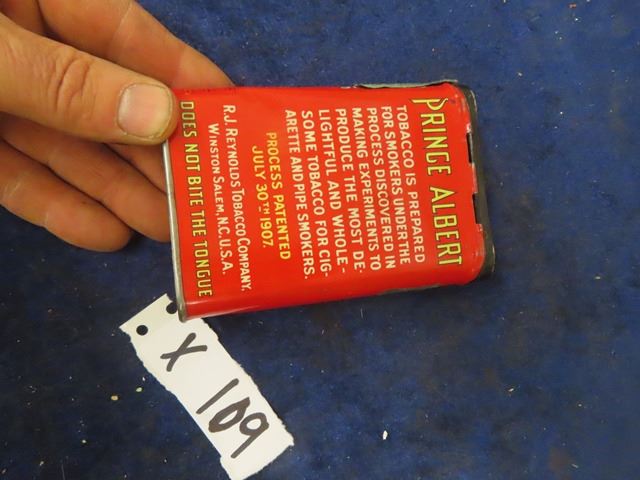 PRINCE ALBERT
TOBACCO IS PREPARED
FOR SMOKERS UNDER THE
PROCESS DISCOVERED IN
MAKING EXPERIMENTS TO
PRODUCE THE MOST DE-
LIGHTFUL AND WHOLE-
SOME TOBACCO FOR CIG-
ARETTE AND PIPE SMOKERS.
PROCESS PATENTED
JULY 30TH 1907.
R.J. REYNOLDS TOBACCO COMPANY.
WINSTON SALEM, N.C.U.S.A.
DOES NOT BITE THE TONGUE
X 109